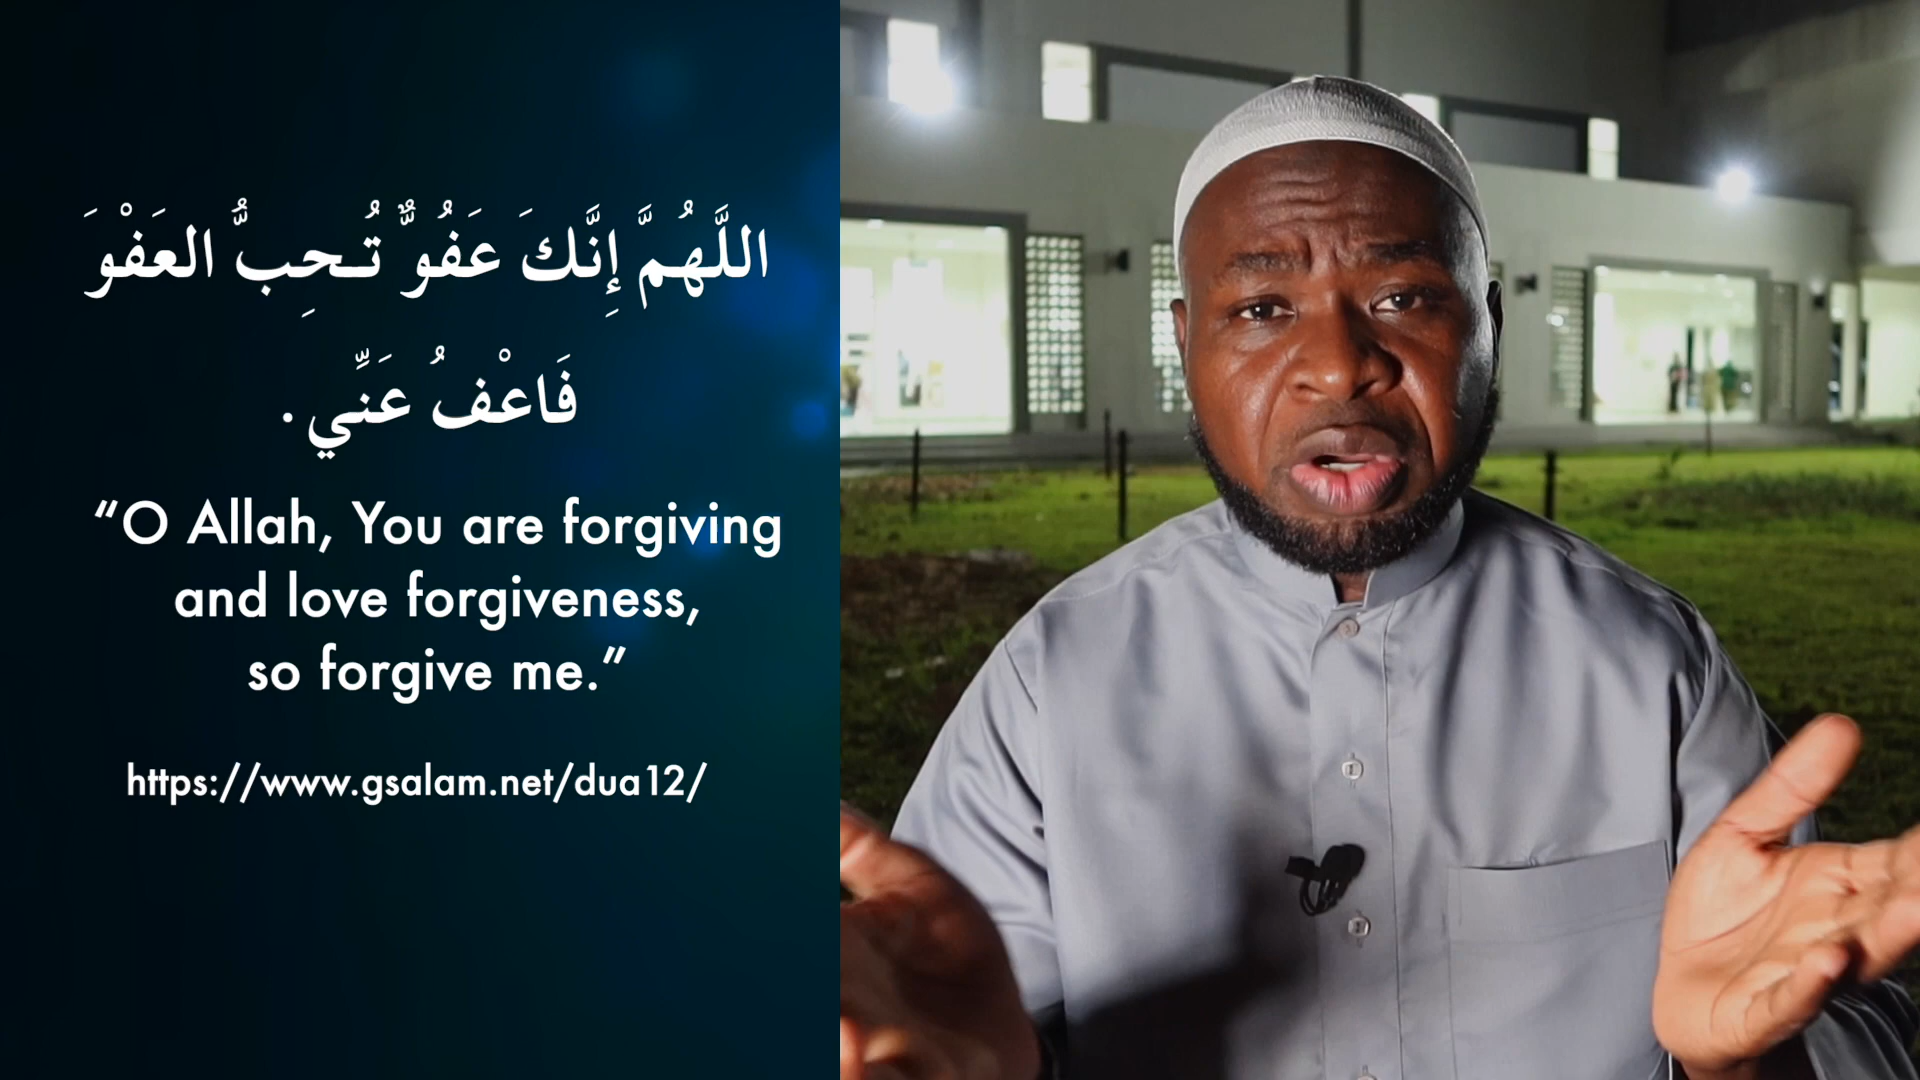 اللَّهُمَّ إِنَّكَ عَفُوٌّ تُـحِبُّ العَفْوَ
فَاعْفُ عَنِّي .
“O Allah, You are forgiving
and love forgiveness,
so forgive me.”
https://www.gsalam.net/dua12/